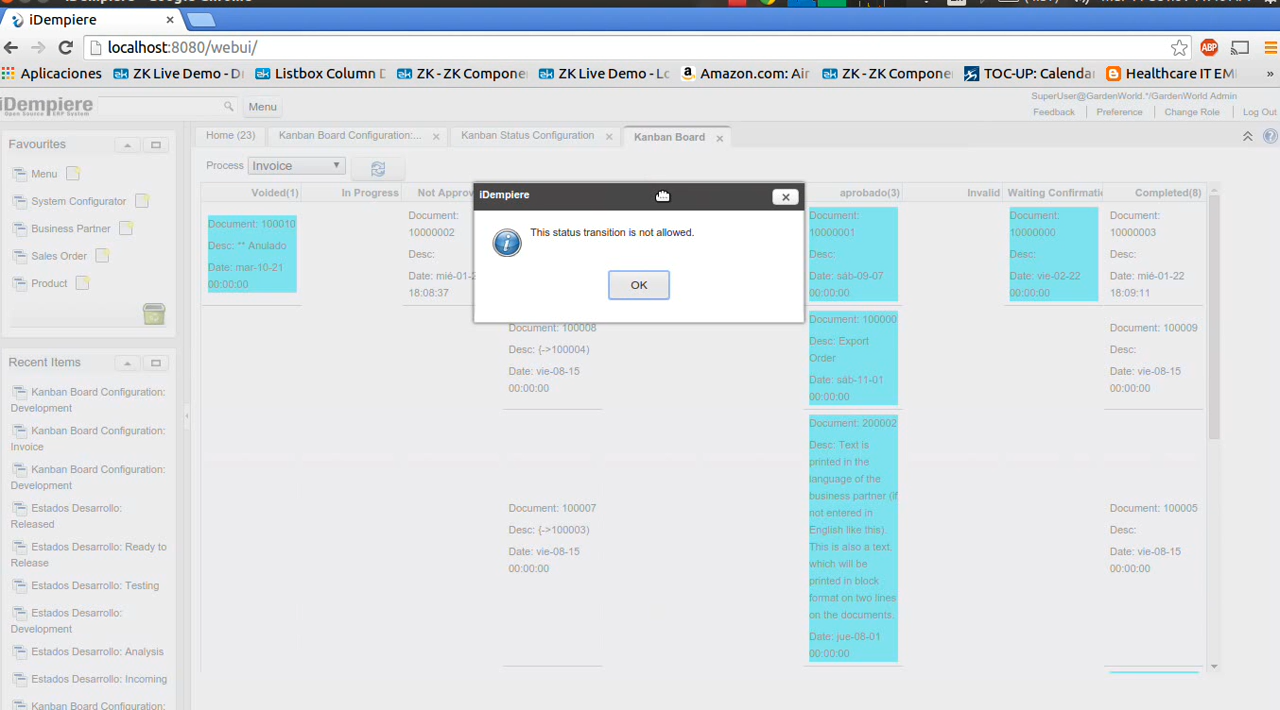 iDempiere
localhost:8080/webui/
ABP
Aplicaciones
ZK Live Demo - Dr
Listbox Column D
ZK - ZK Componen
ZK Live Demo - Lo
Amazon.com: Air
ZK - ZK Componen
TOC-UP: Calendar
Healthcare IT EMI
»
iDempiere
Open Source ERP System
Menu
SuperUser@GardenWorld.*/GardenWorld Admin
Feedback
Preference
Change Role
Log Out
Favourites
Menu
System Configurator
Business Partner
Sales Order
Product
Recent Items
Kanban Board Configuration:
Development
Kanban Board Configuration:
Invoice
Kanban Board Configuration:
Development
Estados Desarrollo:
Released
Estados Desarrollo: Ready to
Release
Estados Desarrollo: Testing
Estados Desarrollo:
Development
Estados Desarrollo: Analysis
Estados Desarrollo: Incoming
Kanban Board Configuration:
Home (23)
Kanban Board Configuration:...
Kanban Status Configuration
Kanban Board
Process
Invoice
Voided(1)
In Progress
Not Approv
aprobado(3)
Invalid
Waiting Confirmatio
Completed(8)
Document: 100010
Desc: ** Anulado
Date: mar-10-21
00:00:00
Document:
10000002
Desc:
Date: mié-01-2
18:08:37
Document: 100008
Desc: {->100004)
Date: vie-08-15
00:00:00
Document: 100007
Desc: {->100003)
Date: vie-08-15
00:00:00
Document:
10000001
Desc:
Date: sáb-09-07
00:00:00
Document: 100000
Desc: Export
Order
Date: sáb-11-01
00:00:00
Document: 200002
Desc: Text is
printed in the
language of the
business partner (if
not entered in
English like this).
This is also a text,
which will be
printed in block
format on two lines
on the documents.
Date: jue-08-01
00:00:00
Document:
10000000
Desc:
Date: vie-02-22
00:00:00
Document:
10000003
Desc:
Date: mié-01-22
18:09:11
Document: 100009
Desc:
Date: vie-08-15
00:00:00
Document: 100005
Desc:
Date: vie-08-15
00:00:00
iDempiere
This status transition is not allowed.
OK